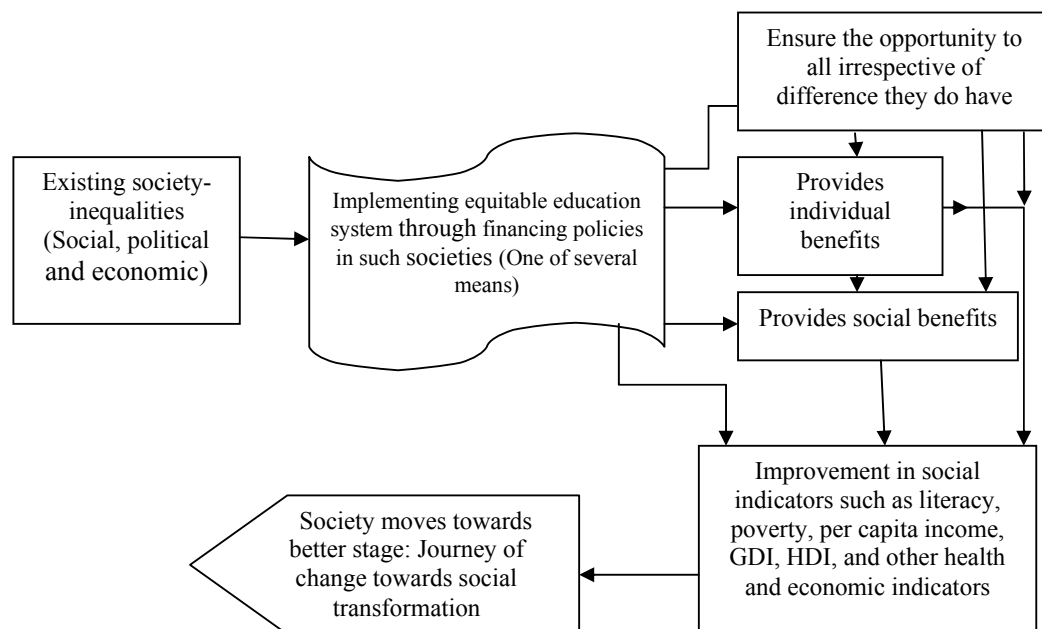 Ensure the opportunity to
all irrespective of
difference they do have
Existing society-
inequalities
(Social, political
and economic)
Implementing equitable education
system through financing policies
in such societies (One of several
means)
Provides
individual
benefits
Provides social benefits
Improvement in social
indicators such as literacy,
poverty, per capita income,
GDI, HDI, and other health
and economic indicators
Society moves towards
better stage: Journey of
change towards social
transformation